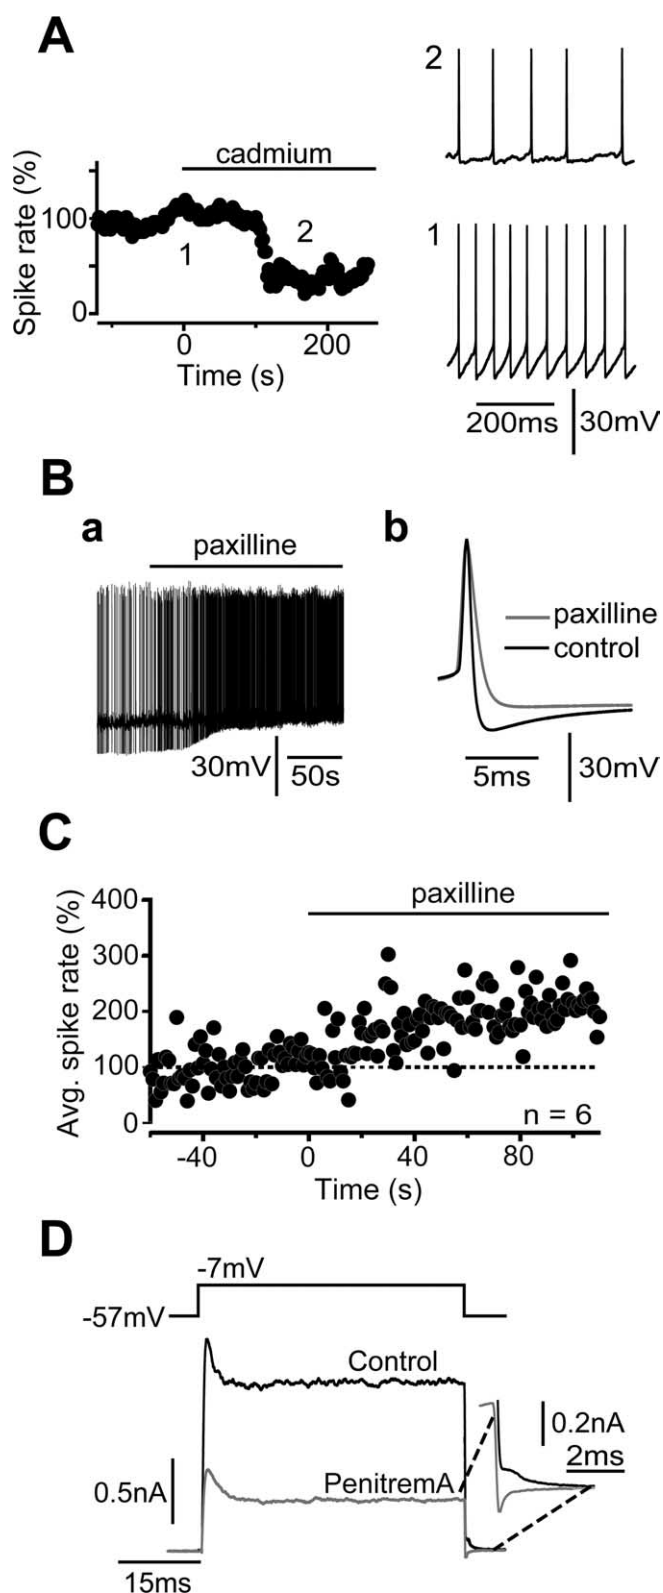 A
Spike rate (%)
100
0
cadmium
1
2
0
200
Time (s)
2
1
200ms
30mV
B
a
paxilline
30mV
50s
b
paxilline
control
5ms
30mV
C
Avg. spike rate (%)
400
300
200
100
0
paxilline
n = 6
-40
0
40
80
Time (s)
D
-7mV
-57mV
Control
0.5nA
PenitremA
0.2nA
2ms
15ms